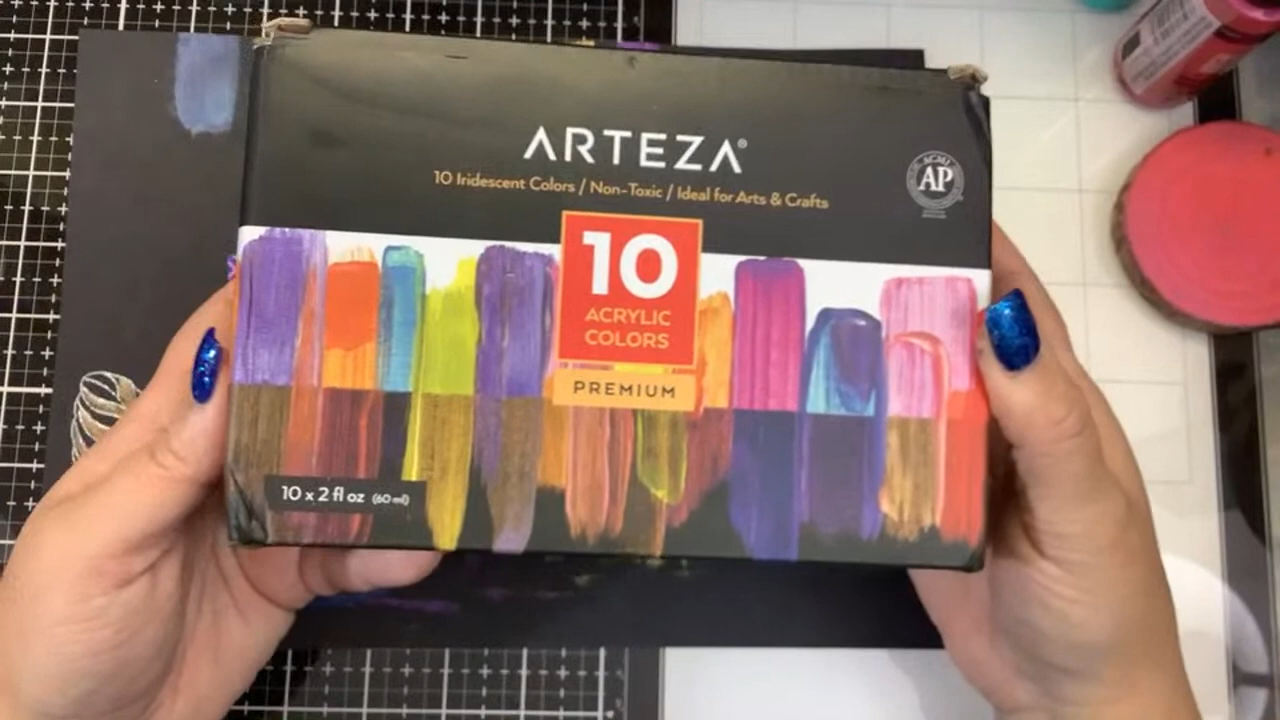 ARTEZA®
10 Iridescent Colors / Non-Toxic / Ideal for Arts & Crafts
ACMI
AP
10
ACRYLIC
COLORS
PREMIUM
10 x 2 fl oz (60 ml)